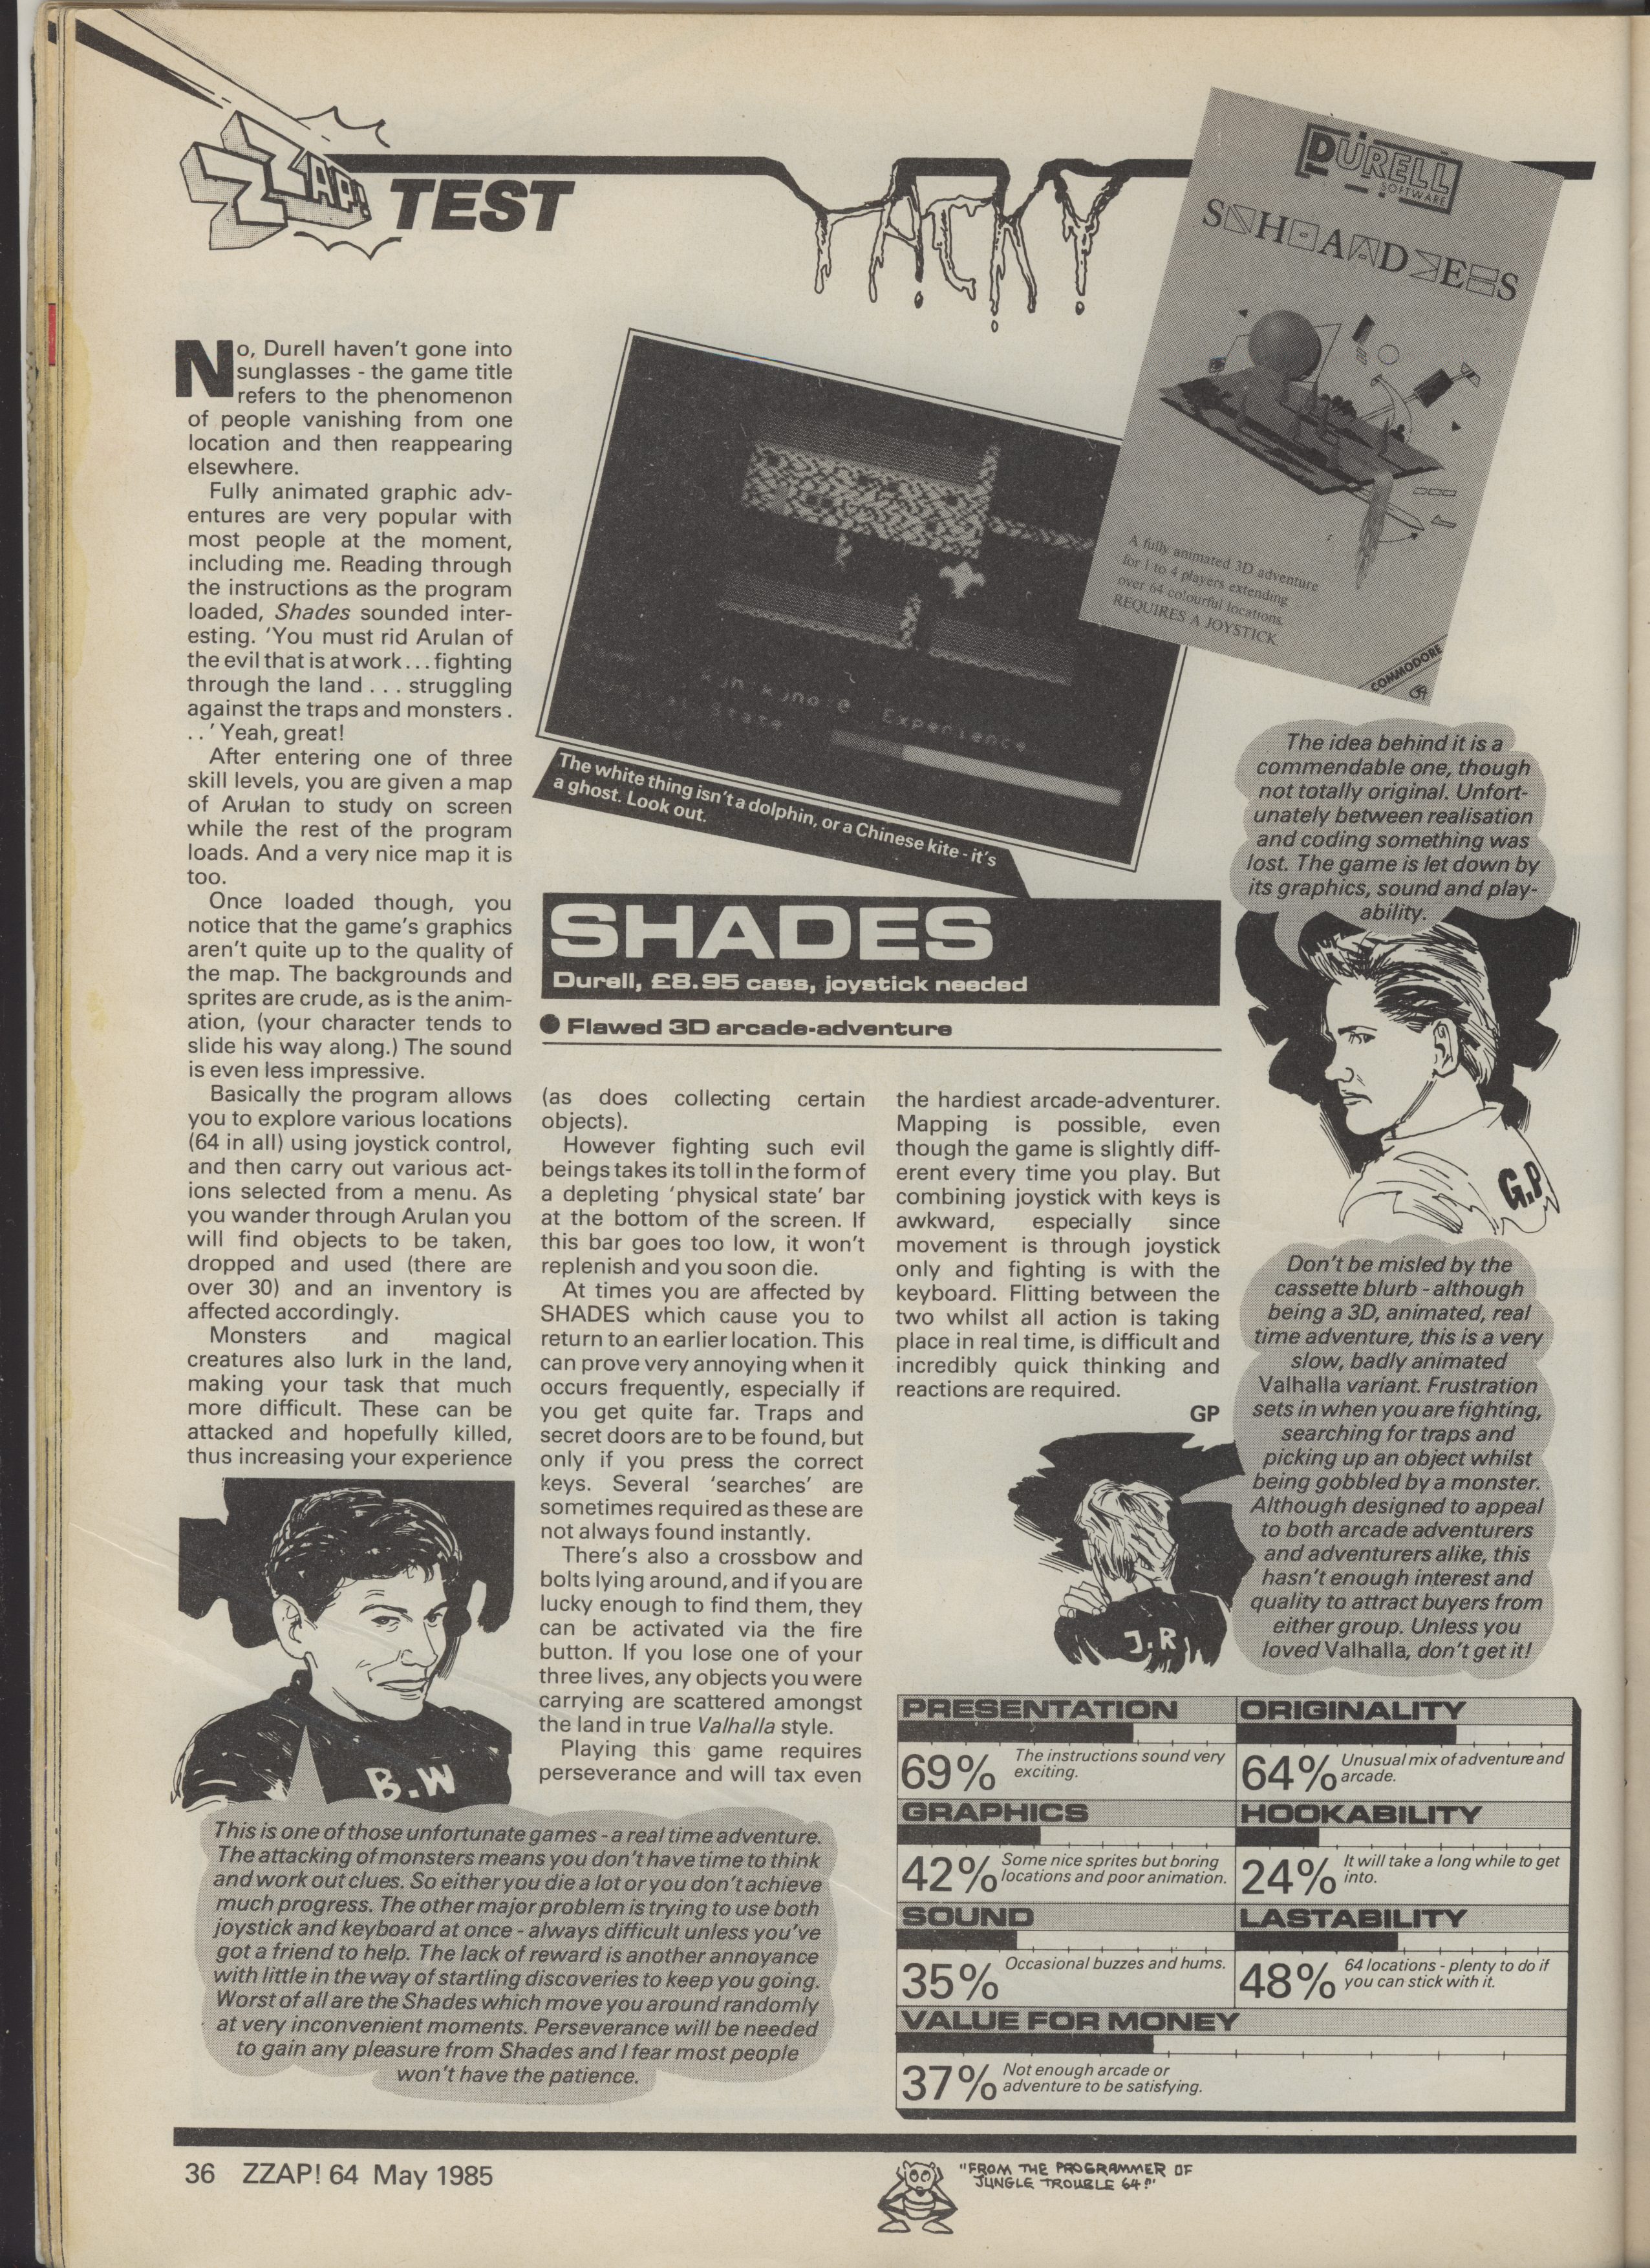 ZZAP! TEST
TACKY
DURELL
SOFTWARE
SHADES
A fully animated 3D adventure
for 1 to 4 players extending
over 64 colourful locations.
REQUIRES A JOYSTICK.
COMMODORE
64
No, Durell haven't gone into
sunglasses - the game title
refers to the phenomenon
of people vanishing from one
location and then reappearing
elsewhere.
Fully animated graphic adv-
entures are very popular with
most people at the moment,
including me. Reading through
the instructions as the program
loaded, Shades sounded inter-
esting. 'You must rid Arulan of
the evil that is at work... fighting
through the land . . . struggling
against the traps and monsters .
. .' Yeah, great!
After entering one of three
skill levels, you are given a map
of Arulan to study on screen
while the rest of the program
loads. And a very nice map it is
too.
Once loaded though, you
notice that the game's graphics
aren't quite up to the quality of
the map. The backgrounds and
sprites are crude, as is the anim-
ation, (your character tends to
slide his way along.) The sound
is even less impressive.
Basically the program allows
you to explore various locations
(64 in all) using joystick control,
and then carry out various act-
ions selected from a menu. As
you wander through Arulan you
will find objects to be taken,
dropped and used (there are
over 30) and an inventory is
affected accordingly.
Monsters and magical
creatures also lurk in the land,
making your task that much
more difficult. These can be
attacked and hopefully killed,
thus increasing your experience
Experience
State
The white thing isn't a dolphin, or a Chinese kite - it's
a ghost. Look out.
SHADES
Durell, £8.95 cass, joystick needed
● Flawed 3D arcade-adventure
(as does collecting certain
objects).
However fighting such evil
beings takes its toll in the form of
a depleting 'physical state' bar
at the bottom of the screen. If
this bar goes too low, it won't
replenish and you soon die.
At times you are affected by
SHADES which cause you to
return to an earlier location. This
can prove very annoying when it
occurs frequently, especially if
you get quite far. Traps and
secret doors are to be found, but
only if you press the correct
keys. Several 'searches' are
sometimes required as these are
not always found instantly.
There's also a crossbow and
bolts lying around, and if you are
lucky enough to find them, they
can be activated via the fire
button. If you lose one of your
three lives, any objects you were
carrying are scattered amongst
the land in true Valhalla style.
Playing this game requires
perseverance and will tax even
the hardiest arcade-adventurer.
Mapping is possible, even
though the game is slightly diff-
erent every time you play. But
combining joystick with keys is
awkward, especially since
movement is through joystick
only and fighting is with the
keyboard. Flitting between the
two whilst all action is taking
place in real time, is difficult and
incredibly quick thinking and
reactions are required.
GP
The idea behind it is a
commendable one, though
not totally original. Unfort-
unately between realisation
and coding something was
lost. The game is let down by
its graphics, sound and play-
ability.
G.P
Don't be misled by the
cassette blurb - although
being a 3D, animated, real
time adventure, this is a very
slow, badly animated
Valhalla variant. Frustration
sets in when you are fighting,
searching for traps and
picking up an object whilst
being gobbled by a monster.
Although designed to appeal
to both arcade adventurers
and adventurers alike, this
hasn't enough interest and
quality to attract buyers from
either group. Unless you
loved Valhalla, don't get it!
J.R
B.W
This is one of those unfortunate games - a real time adventure.
The attacking of monsters means you don't have time to think
and work out clues. So either you die a lot or you don't achieve
much progress. The other major problem is trying to use both
joystick and keyboard at once - always difficult unless you've
got a friend to help. The lack of reward is another annoyance
with little in the way of startling discoveries to keep you going.
Worst of all are the Shades which move you around randomly
at very inconvenient moments. Perseverance will be needed
to gain any pleasure from Shades and I fear most people
won't have the patience.
PRESENTATION
69% The instructions sound very
exciting.
ORIGINALITY
64% Unusual mix of adventure and
arcade.
GRAPHICS
42% Some nice sprites but boring
locations and poor animation.
HOOKABILITY
24% It will take a long while to get
into.
SOUND
35% Occasional buzzes and hums.
LASTABILITY
48% 64 locations - plenty to do if
you can stick with it.
VALUE FOR MONEY
37% Not enough arcade or
adventure to be satisfying.
36 ZZAP! 64 May 1985
"FROM THE PROGRAMMER OF
JUNGLE TROUBLE 64!"